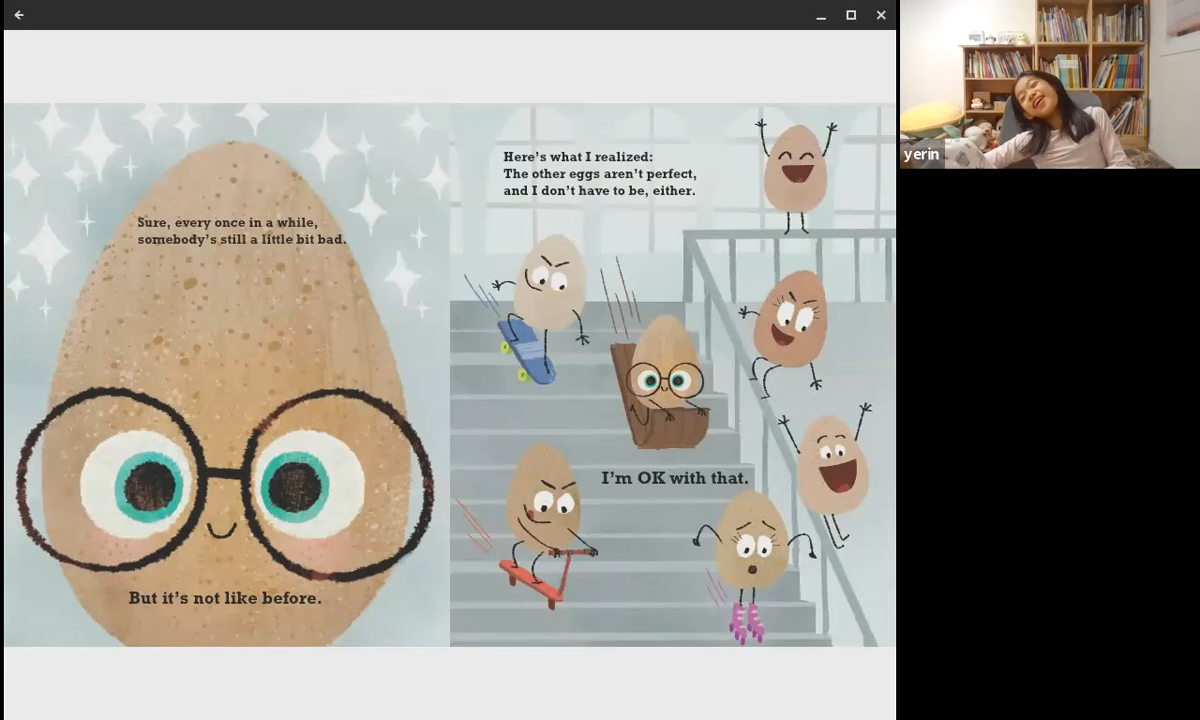 Sure, every once in a while,
somebody's still a little bit bad.
But it's not like before.
Here's what I realized:
The other eggs aren't perfect,
and I don't have to be, either.
I'm OK with that.
yerin